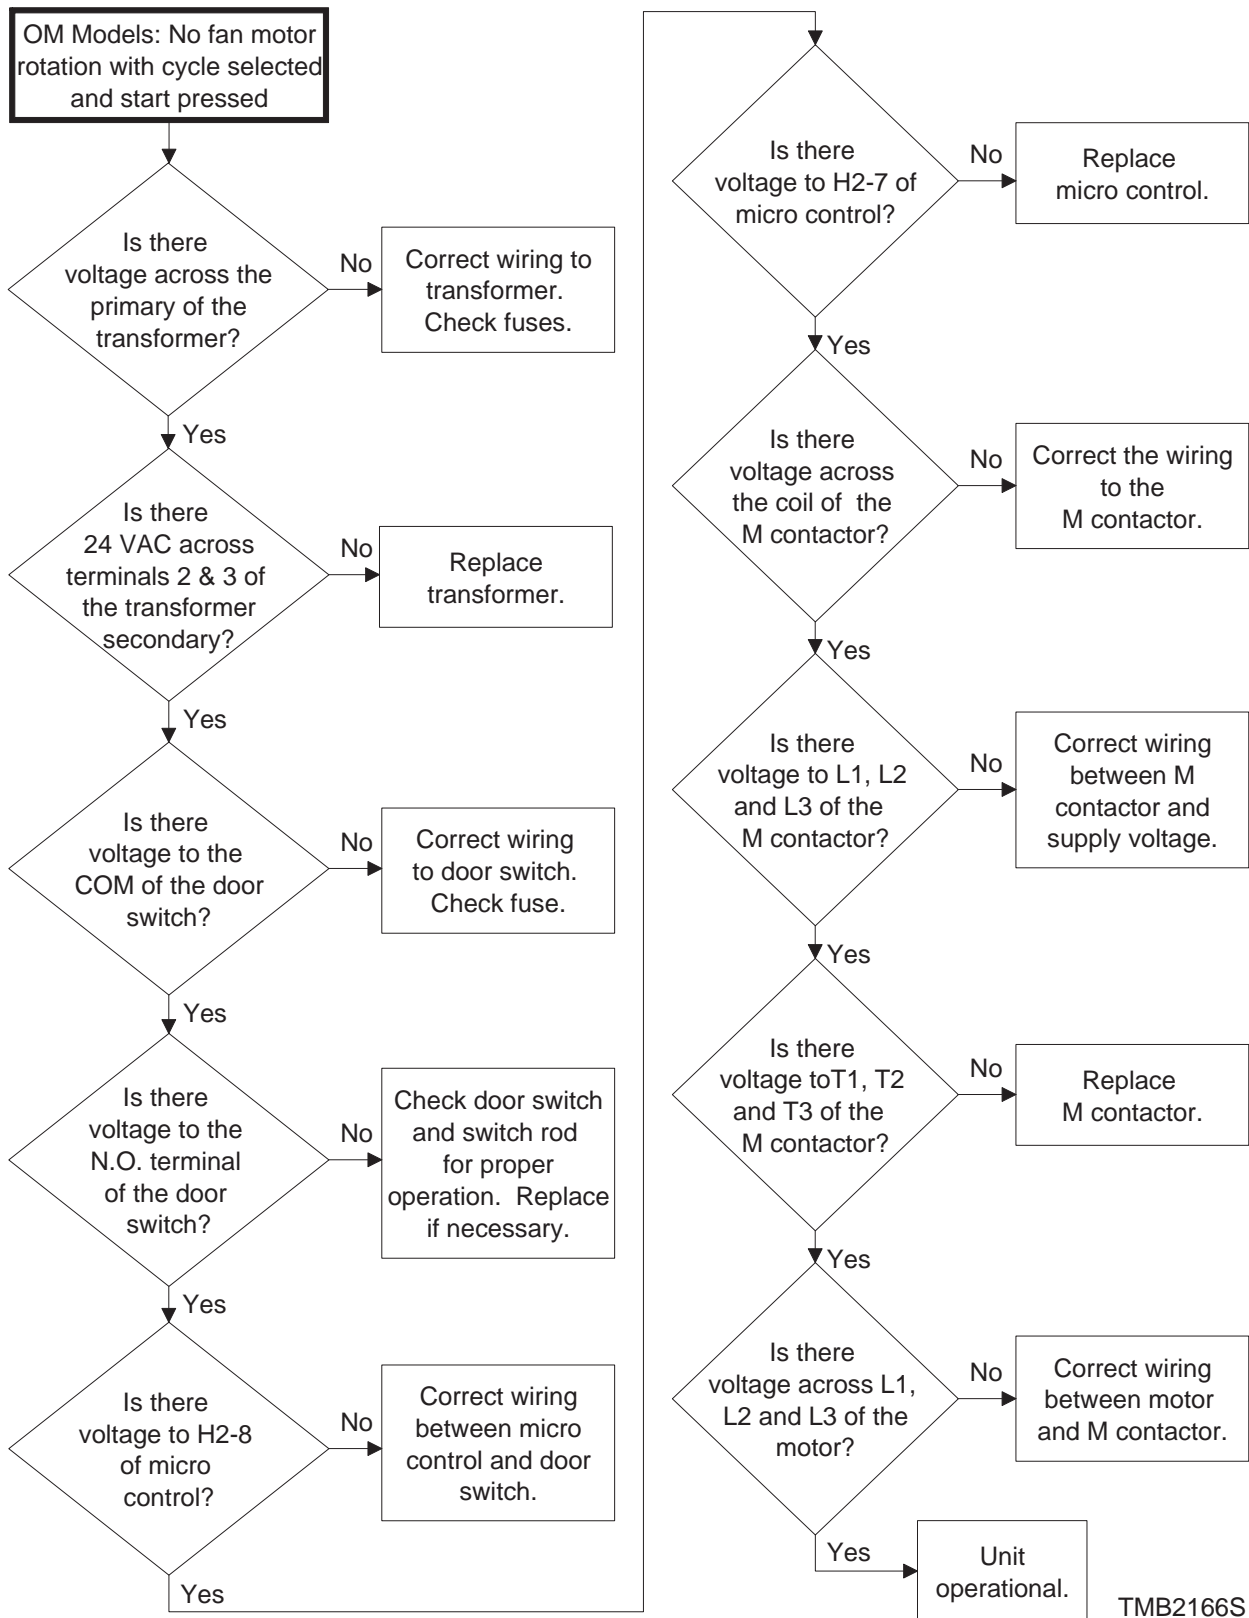 OM Models: No fan motor
rotation with cycle selected
and start pressed
Is there
voltage across the
primary of the
transformer?
No
Correct wiring to
transformer.
Check fuses.
Yes
Is there
24 VAC across
terminals 2 & 3 of
the transformer
secondary?
No
Replace
transformer.
Yes
Is there
voltage to the
COM of the door
switch?
No
Correct wiring
to door switch.
Check fuse.
Yes
Is there
voltage to the
N.O. terminal
of the door
switch?
No
Check door switch
and switch rod
for proper
operation.  Replace
if necessary.
Yes
Is there
voltage to H2-8
of micro
control?
No
Correct wiring
between micro
control and door
switch.
Yes
Is there
voltage to H2-7 of
micro control?
No
Replace
micro control.
Yes
Is there
voltage across
the coil of  the
M contactor?
No
Correct the wiring
to the
M contactor.
Yes
Is there
voltage to L1, L2
and L3 of the
M contactor?
No
Correct wiring
between M
contactor and
supply voltage.
Yes
Is there
voltage toT1, T2
and T3 of the
M contactor?
No
Replace
M contactor.
Yes
Is there
voltage across L1,
L2 and L3 of the
motor?
No
Correct wiring
between motor
and M contactor.
Yes
Unit
operational.
TMB2166S